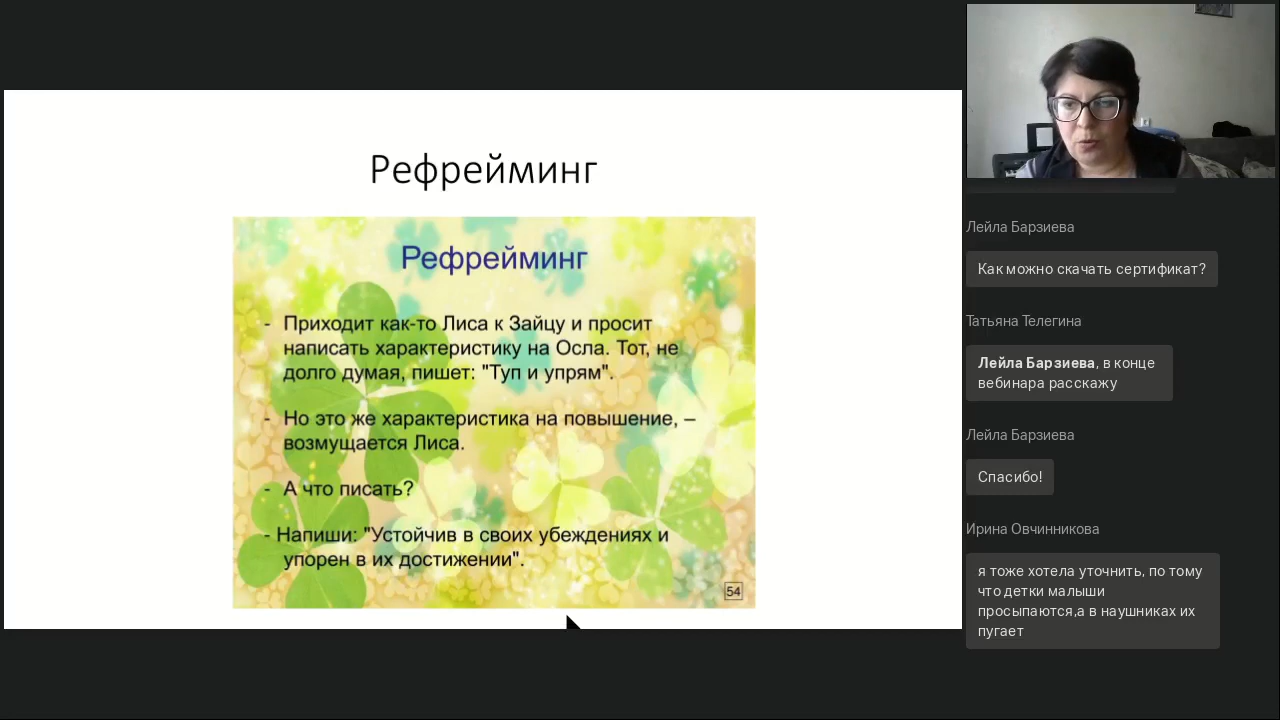 Рефрейминг
Рефрейминг
- Приходит как-то Лиса к Зайцу и просит
написать характеристику на Осла. Тот, не
долго думая, пишет: "Туп и упрям".
- Но это же характеристика на повышение, –
возмущается Лиса.
- А что писать?
- Напиши: "Устойчив в своих убеждениях и
упорен в их достижении".
54
Лейла Барзиева
Как можно скачать сертификат?
Татьяна Телегина
Лейла Барзиева, в конце
вебинара расскажу
Лейла Барзиева
Спасибо!
Ирина Овчинникова
я тоже хотела уточнить, по тому
что детки малыши
просыпаются,а в наушниках их
пугает